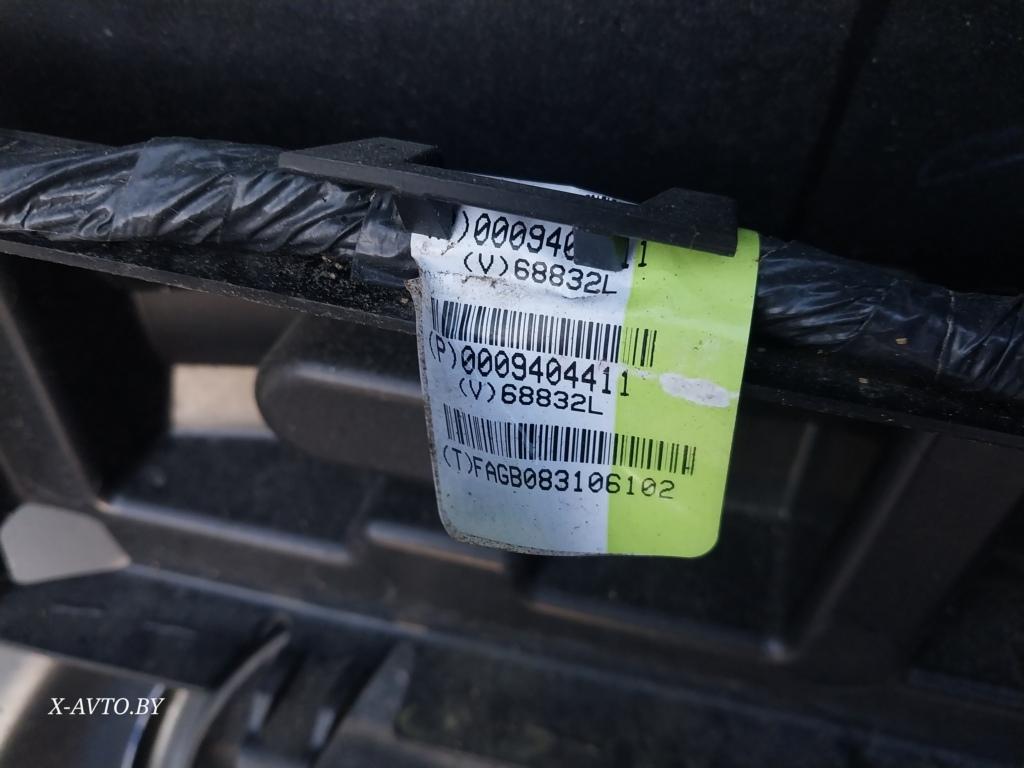 (V)68832L
(P)0009404411
(V)68832L
(T)FAGB083106102
X-AVTO.BY